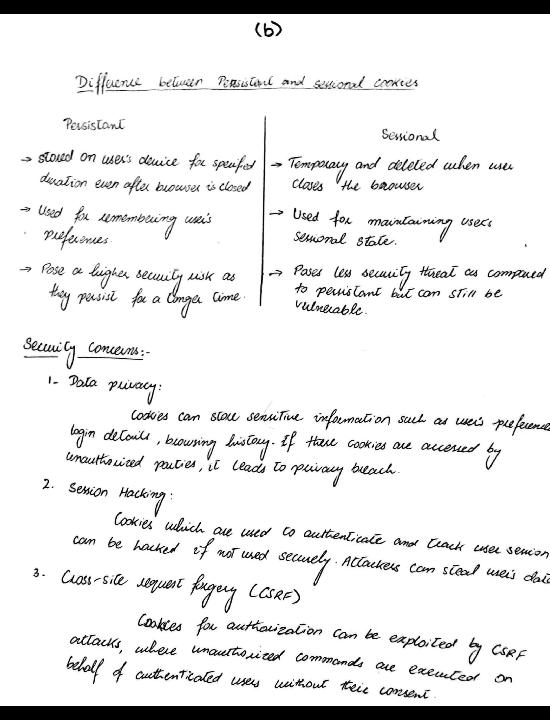 (b)
Difference between Persistant and sessional cookies
Persistant
→ stored on user's device for specified
duration even after browser is closed
→ Used for remembering user's
preferences.
→ Pose a higher security risk as
they persist for a longer time.
Sessional
→ Temporary and deleted when user
closes the browser
→ Used for maintaining users
sessional state.
→ Poses less security threat as compared
to persistant but can still be
vulnerable.
Security Concerns:-
1- Data privacy:
Cookies can store sensitive information such as user's preference
login details, browsing history. If these cookies are accessed by
unauthorized parties, it leads to privacy breach.
2. Session Hacking:
Cookies which are used to authenticate and track user session
can be hacked if not used securely. Attackers can steal user's data
3. Cross-site request forgery (CSRF)
Cookies for authorization can be exploited by CSRF
attacks, where unauthorized commands are executed on
behalf of authenticated users without their consent.